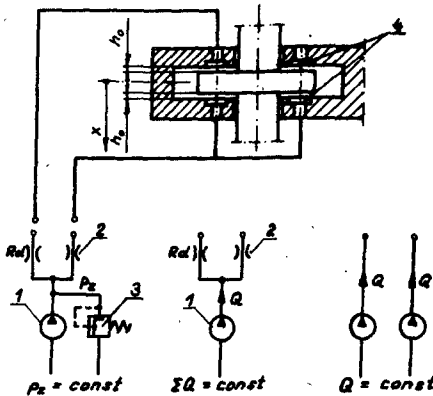 4
h₀
x
h₀
Rd)( )( 2
p_z
1 3
Rd)( )( 2
Q
1
Q Q
p_z = const ΣQ = const Q = const